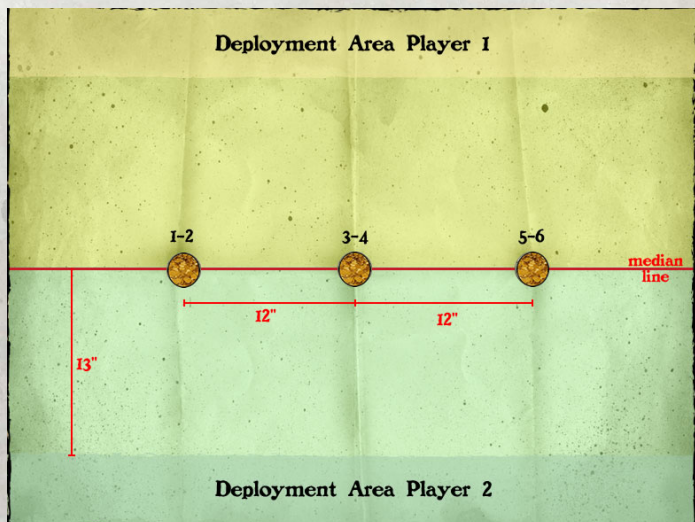 Deployment Area Player 1
1-2
3-4
5-6
median
line
12"
12"
13"
Deployment Area Player 2